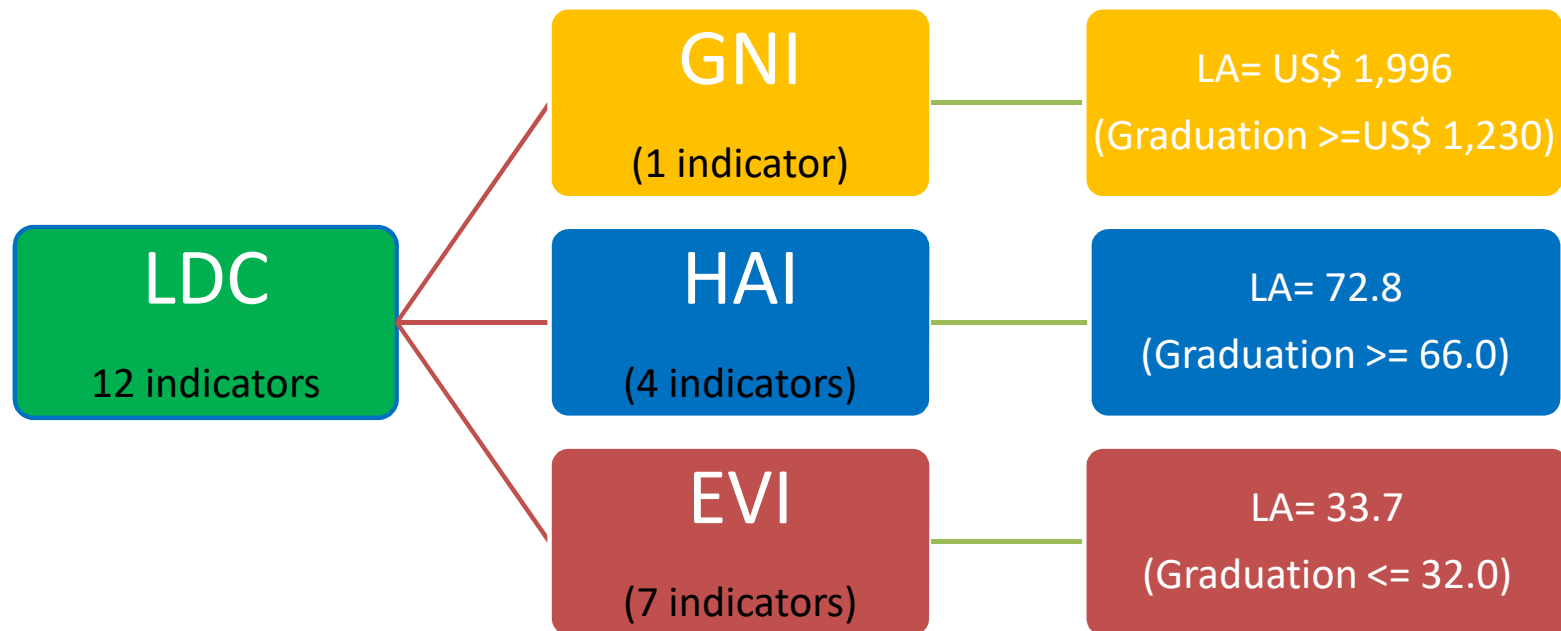 LDC
12 indicators
GNI
(1 indicator)
LA= US$ 1,996
(Graduation >=US$ 1,230)
HAI
(4 indicators)
LA= 72.8
(Graduation >= 66.0)
EVI
(7 indicators)
LA= 33.7
(Graduation <= 32.0)